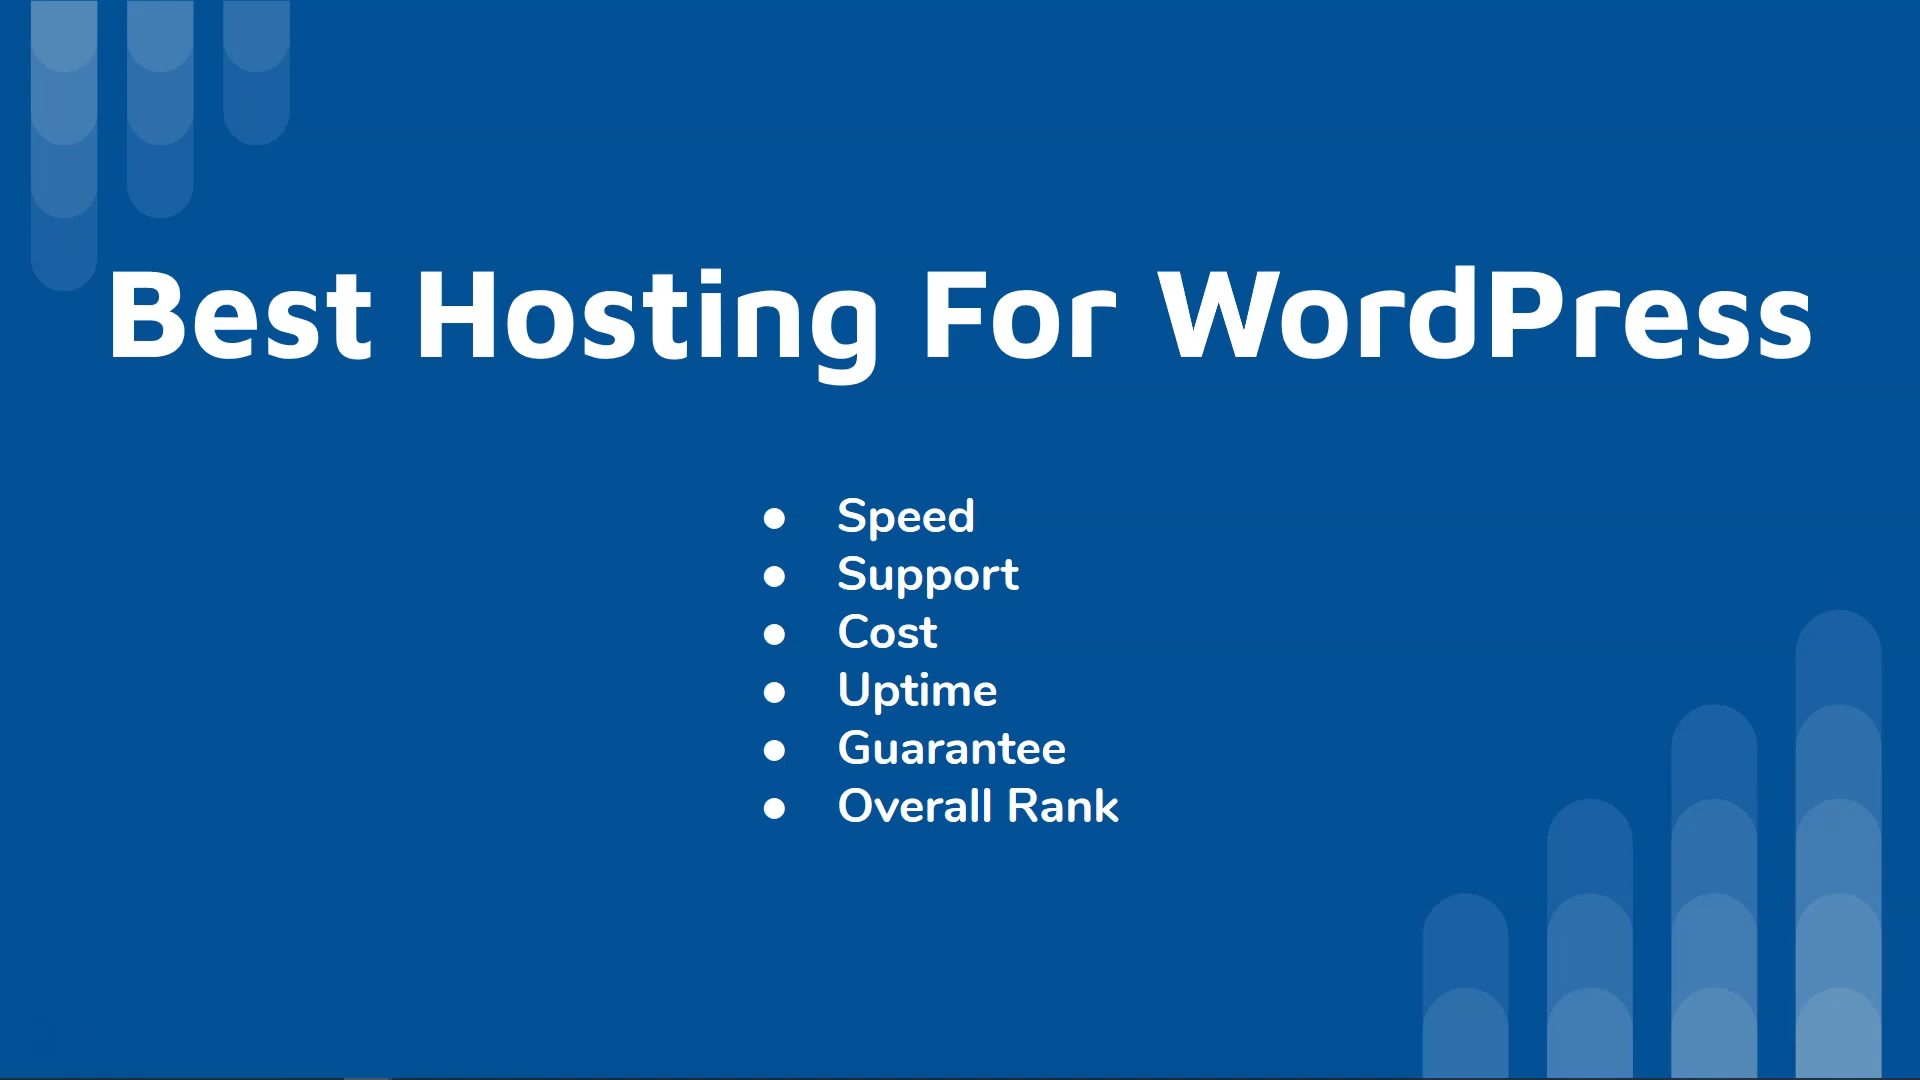 Best Hosting For WordPress
● Speed
● Support
● Cost
● Uptime
● Guarantee
● Overall Rank